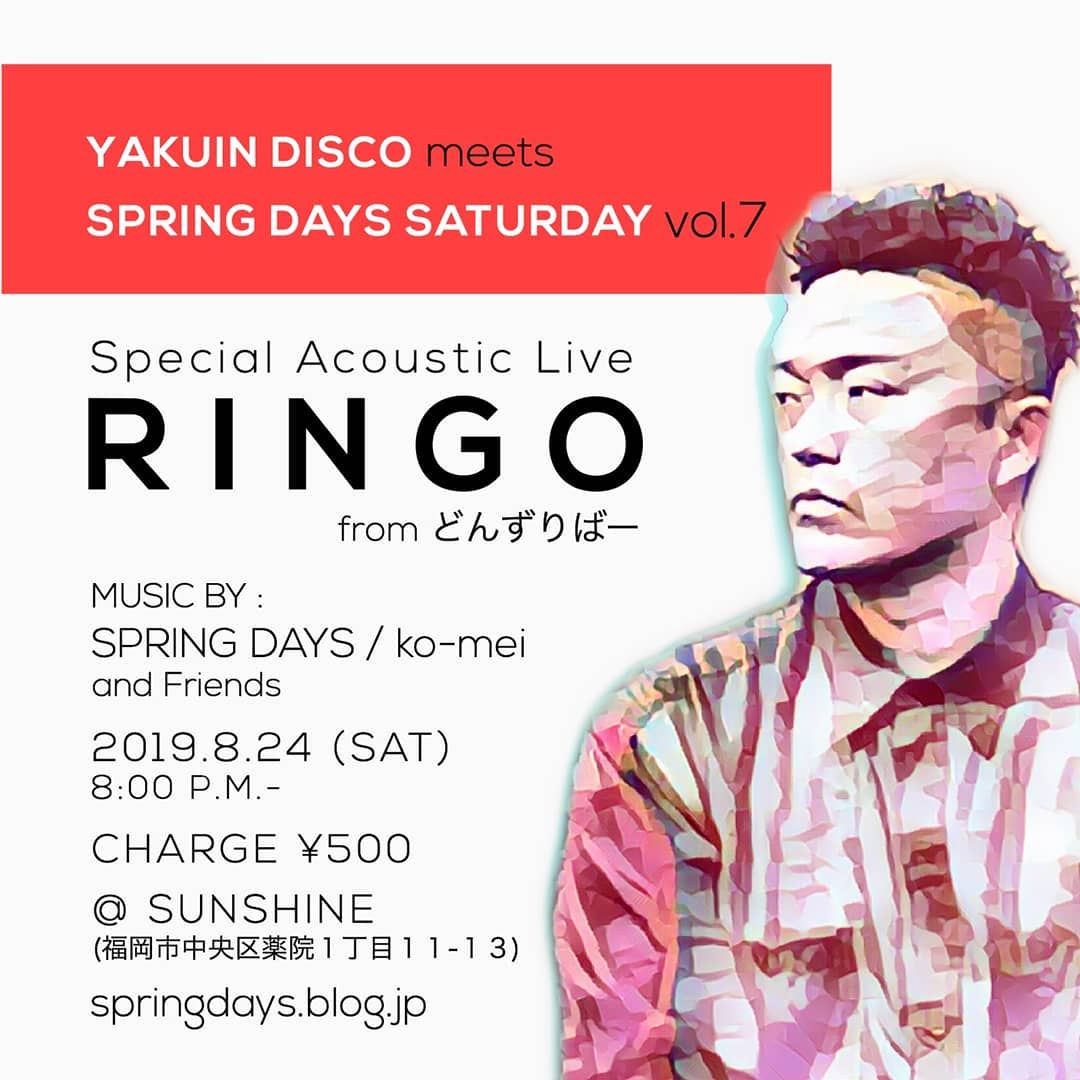 YAKUIN DISCO meets
SPRING DAYS SATURDAY vol.7
Special Acoustic Live
RINGO
from どんずりばー
MUSIC BY :
SPRING DAYS / ko-mei
and Friends
2019.8.24 (SAT)
8:00 P.M.-
CHARGE ¥500
@ SUNSHINE
(福岡市中央区薬院１丁目１１-１３)
springdays.blog.jp